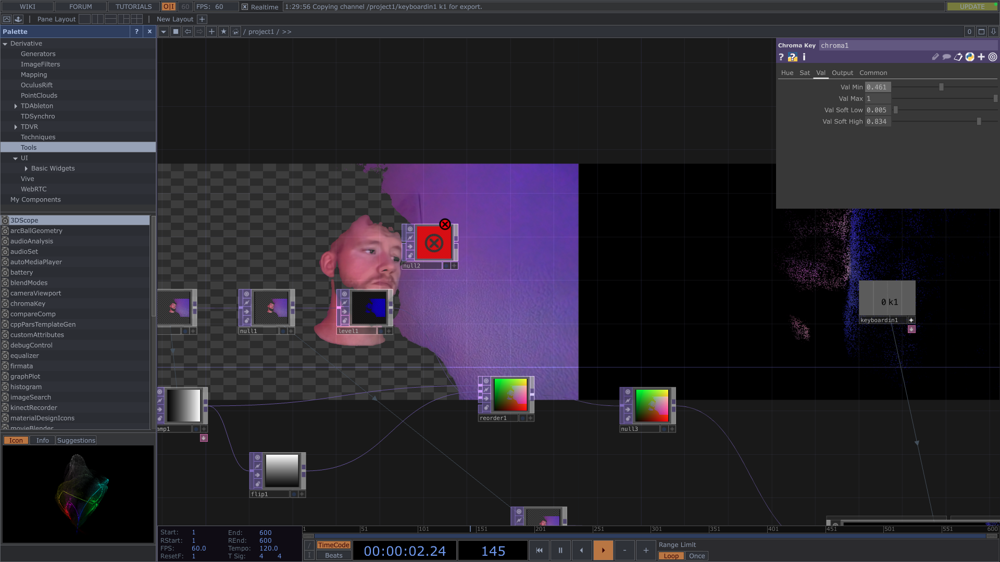 WIKI FORUM TUTORIALS O|I 60 FPS: 60 Realtime 1:29:56 Copying channel /project1/keyboardin1 k1 for export. UPDATE
Pane Layout New Layout +
Palette ? x
/ project1 / >> 0
Derivative
Generators
ImageFilters
Mapping
OculusRift
PointClouds
TDAbleton
TDSynchro
TDVR
Techniques
Tools
UI
Basic Widgets
Vive
WebRTC
My Components
3DScope
arcBallGeometry
audioAnalysis
audioSet
autoMediaPlayer
battery
blendModes
cameraViewport
chromaKey
compareComp
cppParsTemplateGen
customAttributes
debugControl
equalizer
firmata
graphPlot
histogram
imageSearch
kinectRecorder
materialDesignIcons
movieBlender
Icon Info Suggestions
Chroma Key chroma1
? ? i
Hue Sat Val Output Common
Val Min 0.461
Val Max 1
Val Soft Low 0.005
Val Soft High 0.834
null2
null1
level1
0 k1
keyboardin1
reorder1
null3
amp1
flip1
Start: 1 End: 600
RStart: 1 REnd: 600
FPS: 60.0 Tempo: 120.0
ResetF: 1 T Sig: 4 4
1 51 101 151 201 251 301 351 401 451 501 551 600
/ TimeCode
I Beats
00:00:02.24 145
- +
Range Limit
Loop Once